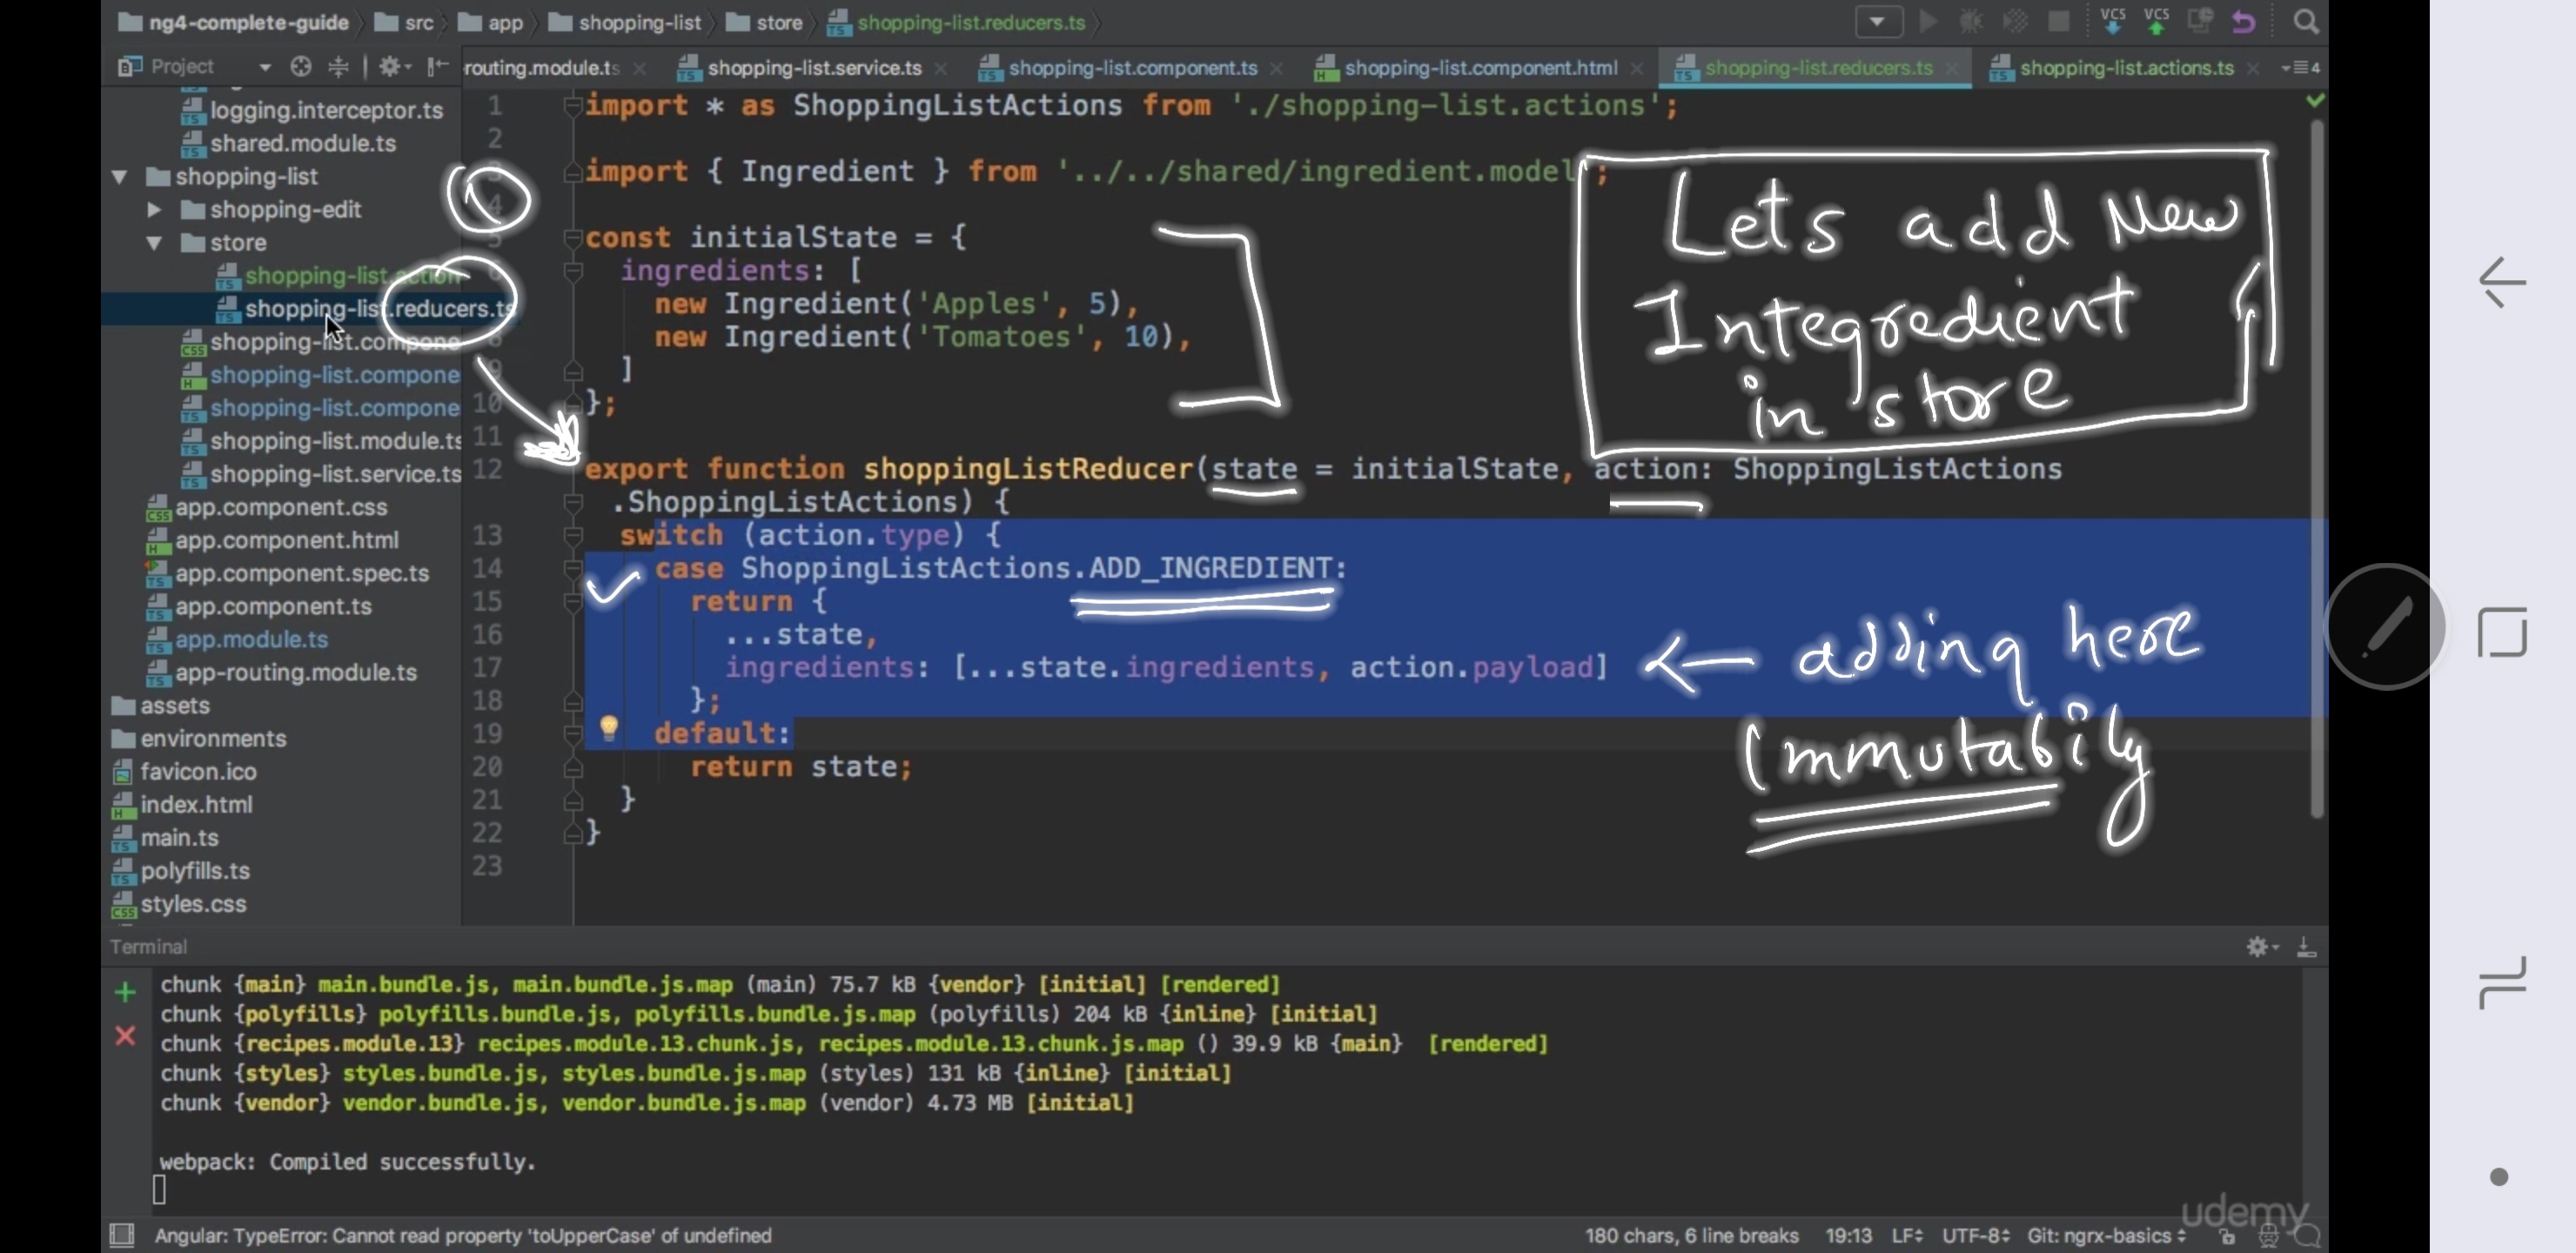 ng4-complete-guide src app shopping-list store shopping-list.reducers.ts
VCS VCS
Project
routing.module.ts shopping-list.service.ts shopping-list.component.ts shopping-list.component.html shopping-list.reducers.ts shopping-list.actions.ts 4
logging.interceptor.ts
shared.module.ts
shopping-list
shopping-edit
store
shopping-list.action
shopping-list.reducers.ts
shopping-list.compone
shopping-list.compone
shopping-list.compone
shopping-list.module.ts
shopping-list.service.ts
app.component.css
app.component.html
app.component.spec.ts
app.component.ts
app.module.ts
app-routing.module.ts
assets
environments
favicon.ico
index.html
main.ts
polyfills.ts
styles.css
1
1 import * as ShoppingListActions from './shopping-list.actions';
2
3 import { Ingredient } from '../../shared/ingredient.model';
4
5 const initialState = {
6 ingredients: [
new Ingredient('Apples', 5),
8 new Ingredient('Tomatoes', 10),
9 ]
10 };
11
12 export function shoppingListReducer(state = initialState, action: ShoppingListActions
.ShoppingListActions) {
13 switch (action.type) {
14 case ShoppingListActions.ADD_INGREDIENT:
15 return {
16 ...state,
17 ingredients: [...state.ingredients, action.payload]
18 };
19 default:
20 return state;
21 }
22 }
23
Lets add New
Integredient
in store
← adding here
Immutabily
Terminal
chunk {main} main.bundle.js, main.bundle.js.map (main) 75.7 kB {vendor} [initial] [rendered]
chunk {polyfills} polyfills.bundle.js, polyfills.bundle.js.map (polyfills) 204 kB {inline} [initial]
chunk {recipes.module.13} recipes.module.13.chunk.js, recipes.module.13.chunk.js.map () 39.9 kB {main} [rendered]
chunk {styles} styles.bundle.js, styles.bundle.js.map (styles) 131 kB {inline} [initial]
chunk {vendor} vendor.bundle.js, vendor.bundle.js.map (vendor) 4.73 MB [initial]
webpack: Compiled successfully.
udemy
Angular: TypeError: Cannot read property 'toUpperCase' of undefined
180 chars, 6 line breaks 19:13 LF UTF-8 Git: ngrx-basics